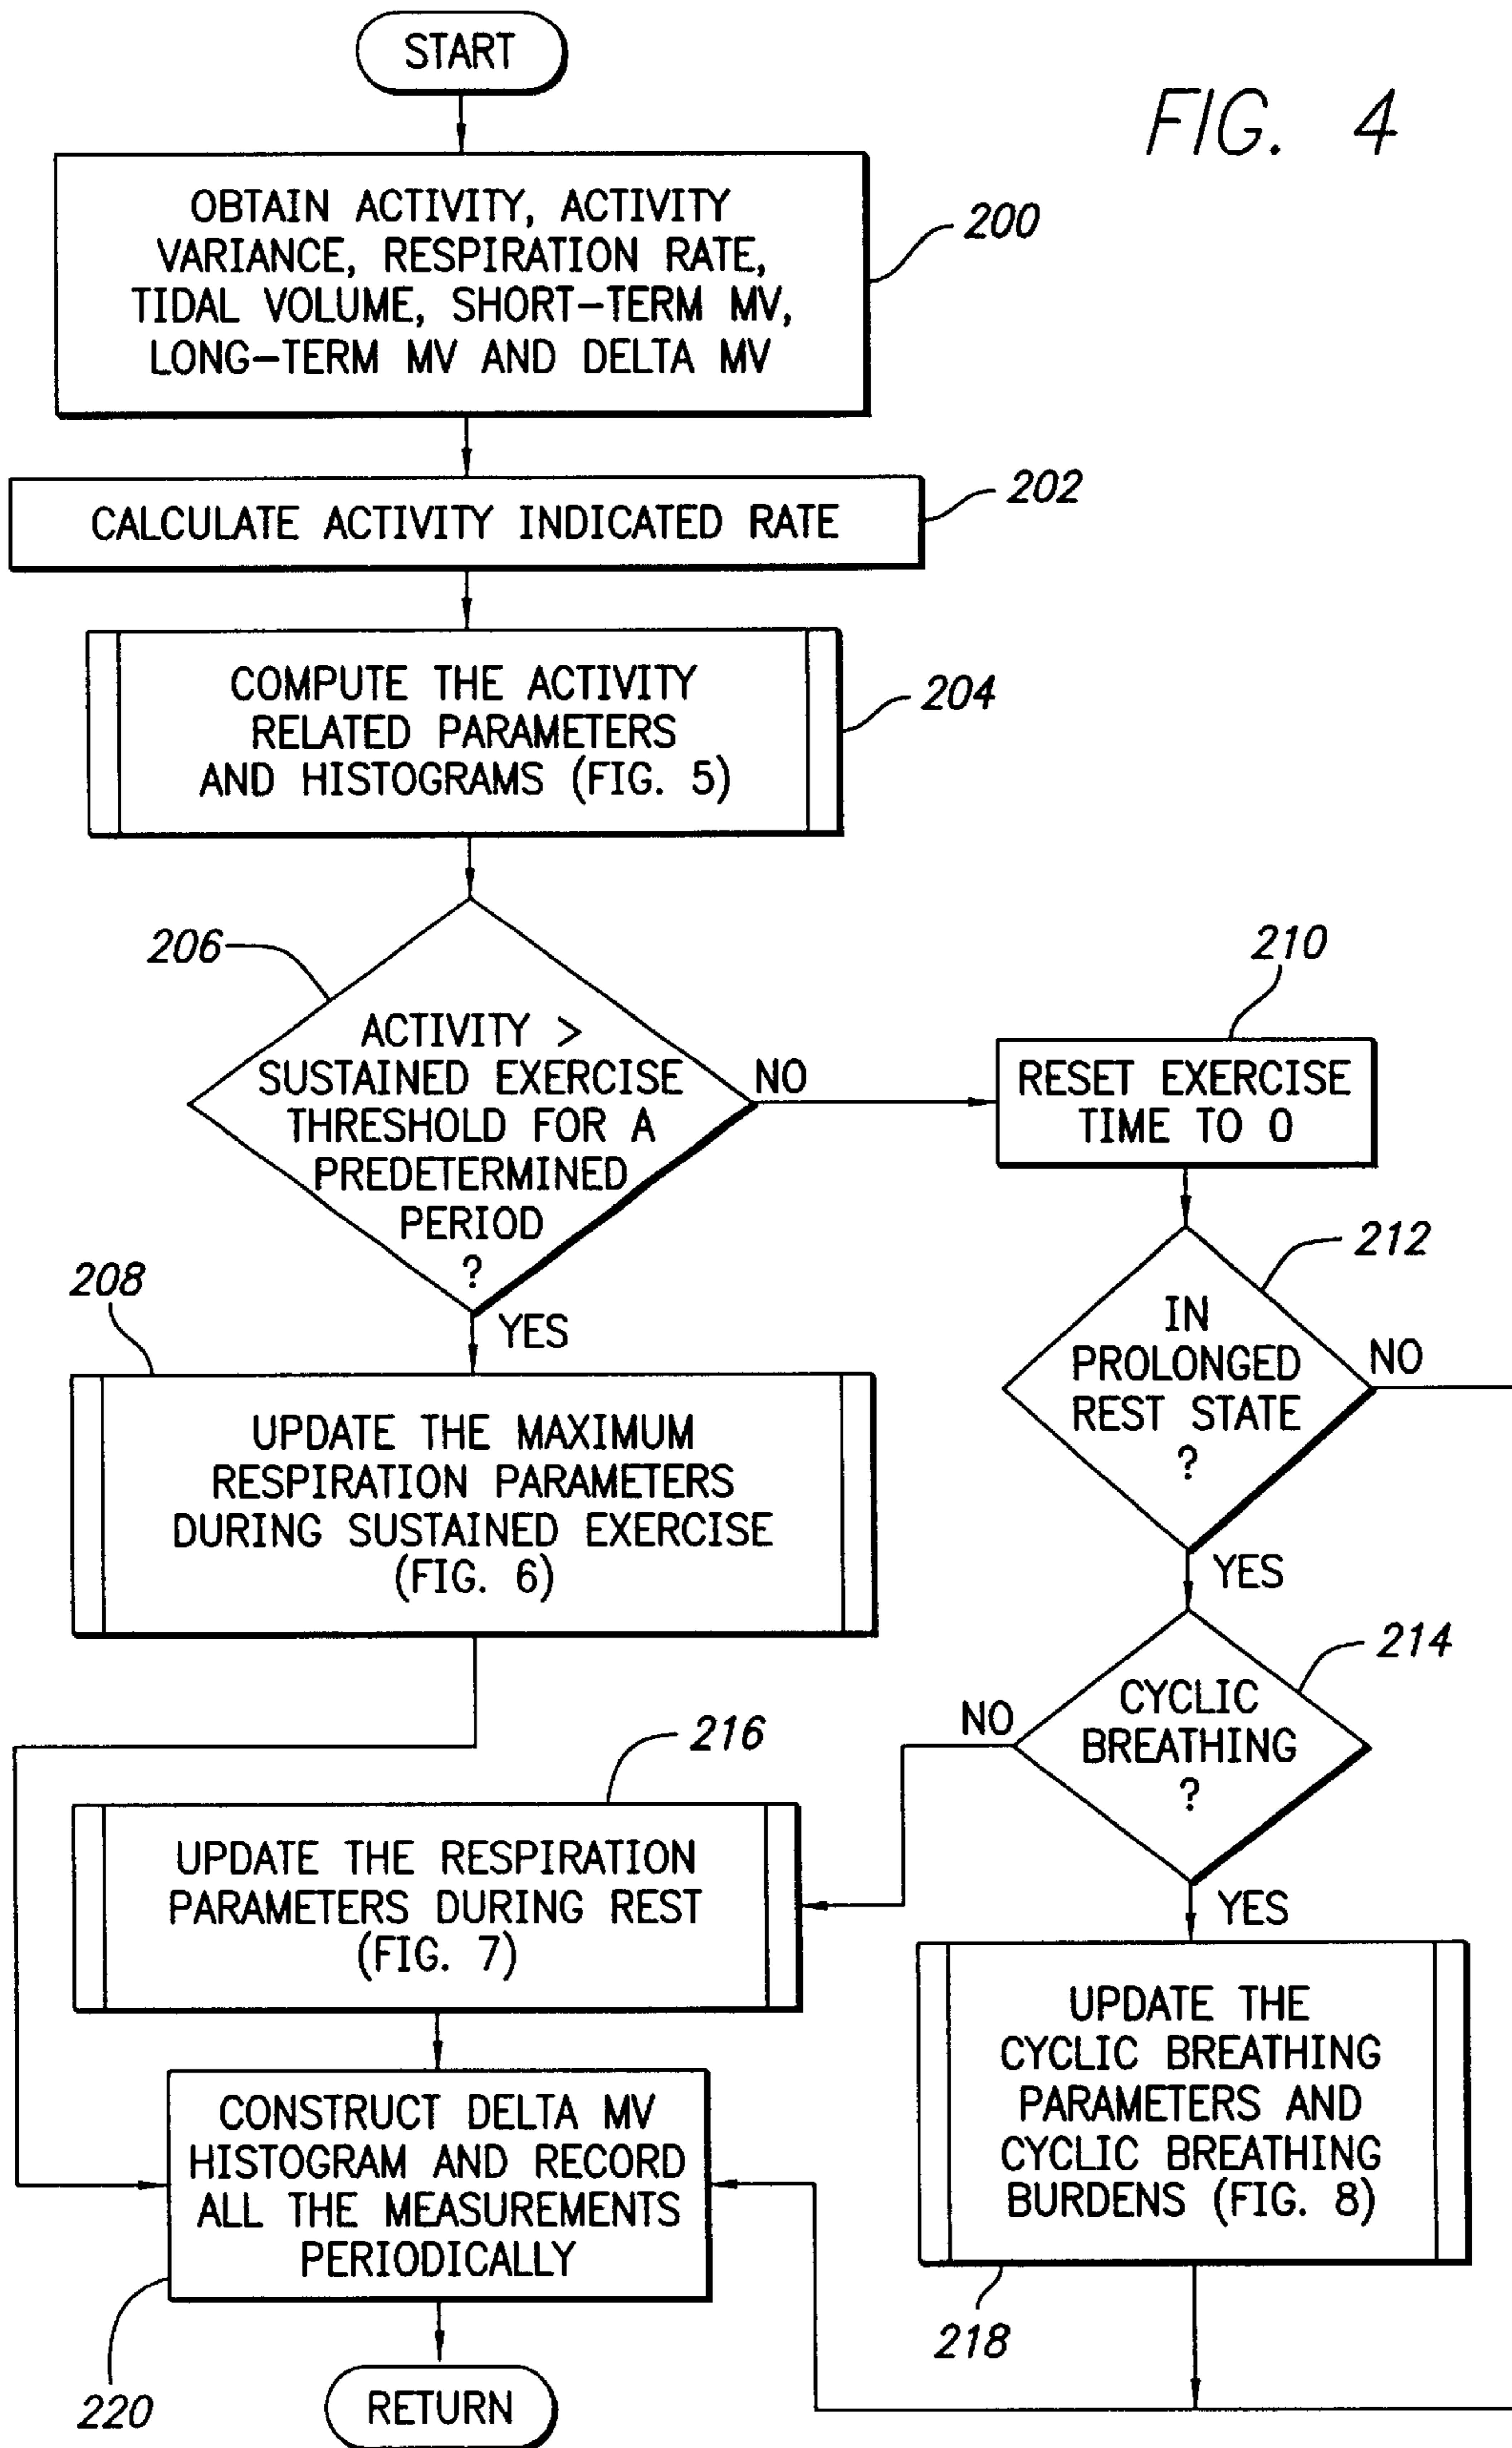 START
FIG. 4
OBTAIN ACTIVITY, ACTIVITY
VARIANCE, RESPIRATION RATE,
TIDAL VOLUME, SHORT-TERM MV,
LONG-TERM MV AND DELTA MV
200
CALCULATE ACTIVITY INDICATED RATE
202
COMPUTE THE ACTIVITY
RELATED PARAMETERS
AND HISTOGRAMS (FIG. 5)
204
206
ACTIVITY >
SUSTAINED EXERCISE
THRESHOLD FOR A
PREDETERMINED
PERIOD
?
NO
YES
210
RESET EXERCISE
TIME TO 0
208
UPDATE THE MAXIMUM
RESPIRATION PARAMETERS
DURING SUSTAINED EXERCISE
(FIG. 6)
212
IN
PROLONGED
REST STATE
?
NO
YES
214
CYCLIC
BREATHING
?
NO
YES
216
UPDATE THE RESPIRATION
PARAMETERS DURING REST
(FIG. 7)
UPDATE THE
CYCLIC BREATHING
PARAMETERS AND
CYCLIC BREATHING
BURDENS (FIG. 8)
218
CONSTRUCT DELTA MV
HISTOGRAM AND RECORD
ALL THE MEASUREMENTS
PERIODICALLY
220
RETURN